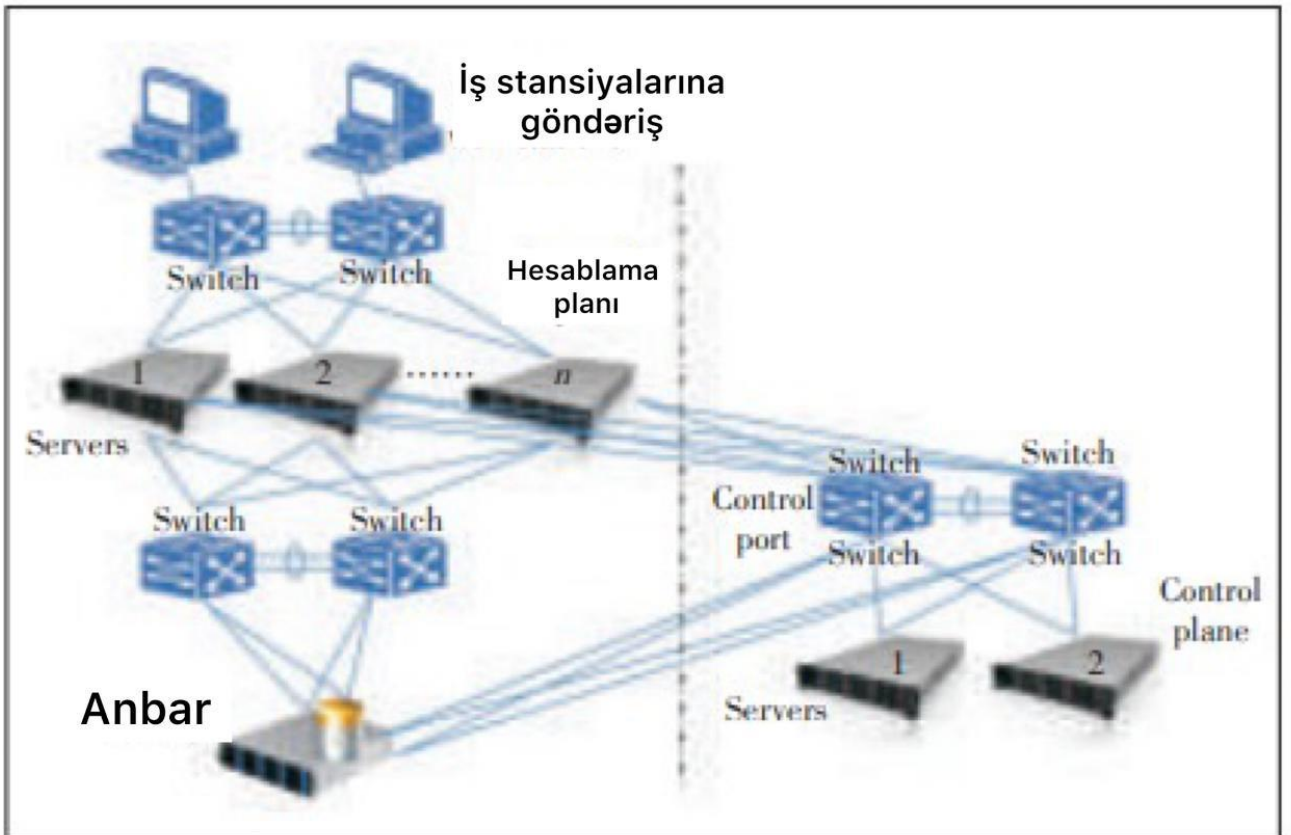 İş stansiyalarına
göndəriş
Switch
Switch
Hesablama
planı
1
2
......
n
Servers
Switch
Switch
Switch
Switch
Control
port
Switch
Switch
Control
plane
1
2
Servers
Anbar